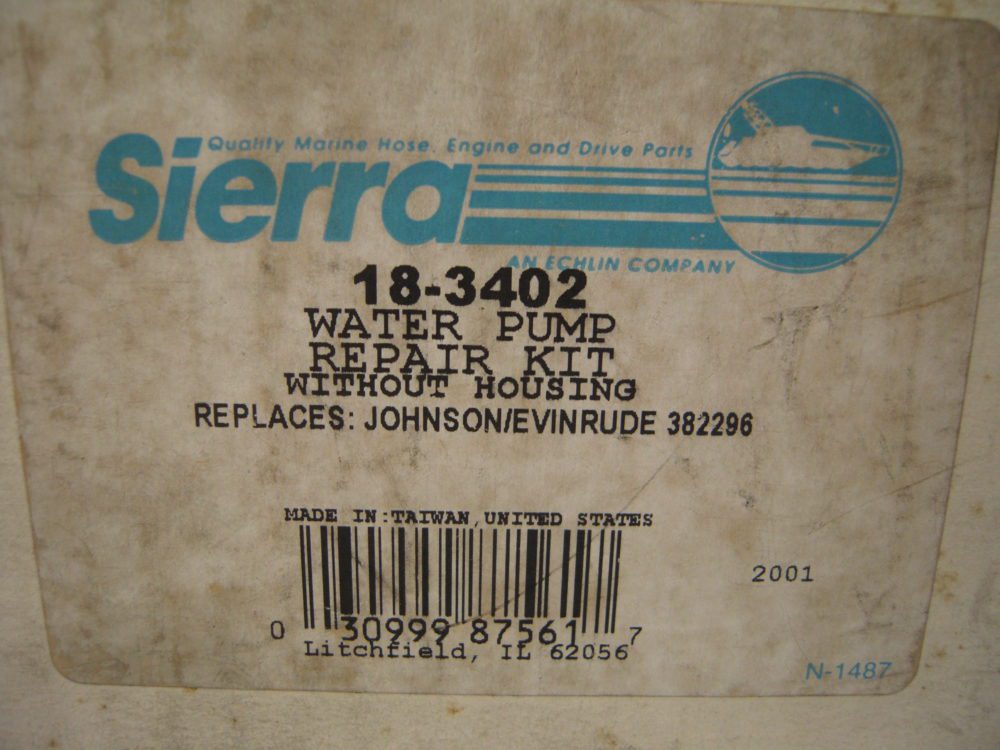 Quality Marine Hose, Engine and Drive Parts
Sierra
AN ECHLIN COMPANY
18-3402
WATER PUMP
REPAIR KIT
WITHOUT HOUSING
REPLACES: JOHNSON/EVINRUDE 382296
MADE IN:TAIWAN,UNITED STATES
2001
0 30999 87561 7
Litchfield, IL 62056
N-1487